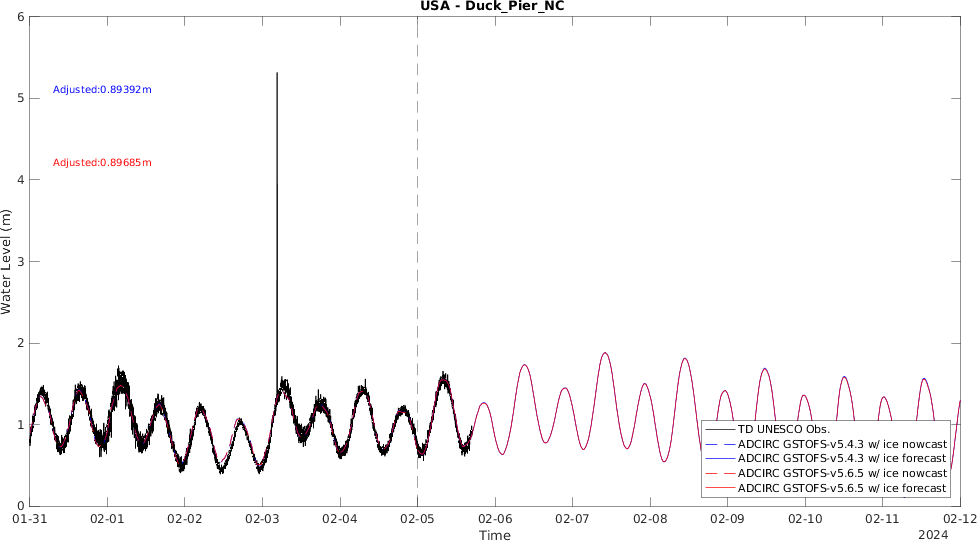 USA - Duck_Pier_NC
6
5
4
3
2
1
0
Water Level (m)
Adjusted:0.89392m
Adjusted:0.89685m
TD UNESCO Obs.
ADCIRC GSTOFS-v5.4.3 w/ ice nowcast
ADCIRC GSTOFS-v5.4.3 w/ ice forecast
ADCIRC GSTOFS-v5.6.5 w/ ice nowcast
ADCIRC GSTOFS-v5.6.5 w/ ice forecast
01-31 02-01 02-02 02-03 02-04 02-05 02-06 02-07 02-08 02-09 02-10 02-11 02-12
Time
2024